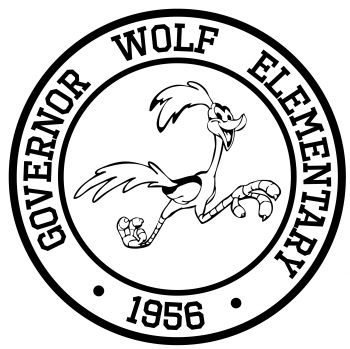 GOVERNOR WOLF ELEMENTARY
• 1956 •